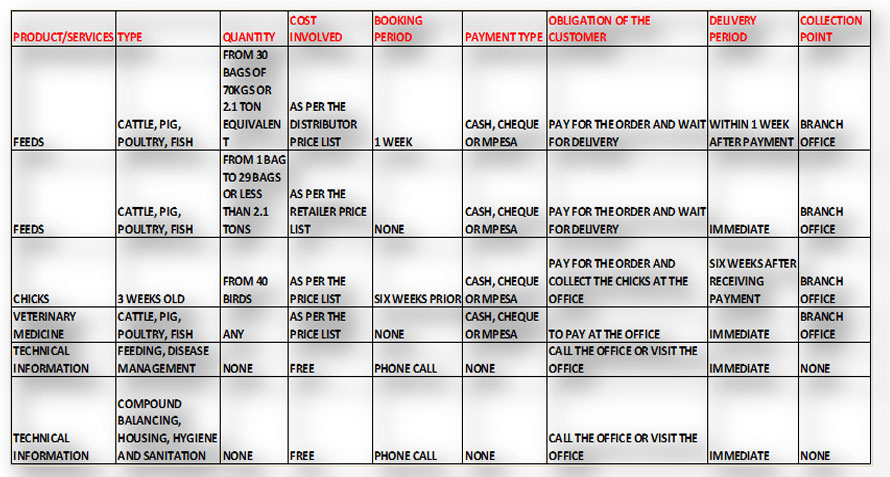 PRODUCT/SERVICES TYPE QUANTITY COST INVOLVED BOOKING PERIOD PAYMENT TYPE OBLIGATION OF THE CUSTOMER DELIVERY PERIOD COLLECTION POINT
FEEDS CATTLE, PIG, POULTRY, FISH FROM 30 BAGS OF 70KGS OR 2.1 TON EQUIVALEN T AS PER THE DISTRIBUTOR PRICE LIST 1 WEEK CASH, CHEQUE OR MPESA PAY FOR THE ORDER AND WAIT FOR DELIVERY WITHIN 1 WEEK AFTER PAYMENT BRANCH OFFICE
FEEDS CATTLE, PIG, POULTRY, FISH FROM 1 BAG TO 29 BAGS OR LESS THAN 2.1 TONS AS PER THE RETAILER PRICE LIST NONE CASH, CHEQUE OR MPESA PAY FOR THE ORDER AND WAIT FOR DELIVERY IMMEDIATE BRANCH OFFICE
CHICKS 3 WEEKS OLD FROM 40 BIRDS AS PER THE PRICE LIST SIX WEEKS PRIOR CASH, CHEQUE OR MPESA PAY FOR THE ORDER AND COLLECT THE CHICKS AT THE OFFICE SIX WEEKS AFTER RECEIVING PAYMENT BRANCH OFFICE
VETERINARY MEDICINE CATTLE, PIG, POULTRY, FISH ANY AS PER THE PRICE LIST NONE CASH, CHEQUE OR MPESA TO PAY AT THE OFFICE IMMEDIATE BRANCH OFFICE
TECHNICAL INFORMATION FEEDING, DISEASE MANAGEMENT NONE FREE PHONE CALL NONE CALL THE OFFICE OR VISIT THE OFFICE IMMEDIATE NONE
TECHNICAL INFORMATION COMPOUND BALANCING, HOUSING, HYGIENE AND SANITATION NONE FREE PHONE CALL NONE CALL THE OFFICE OR VISIT THE OFFICE IMMEDIATE NONE